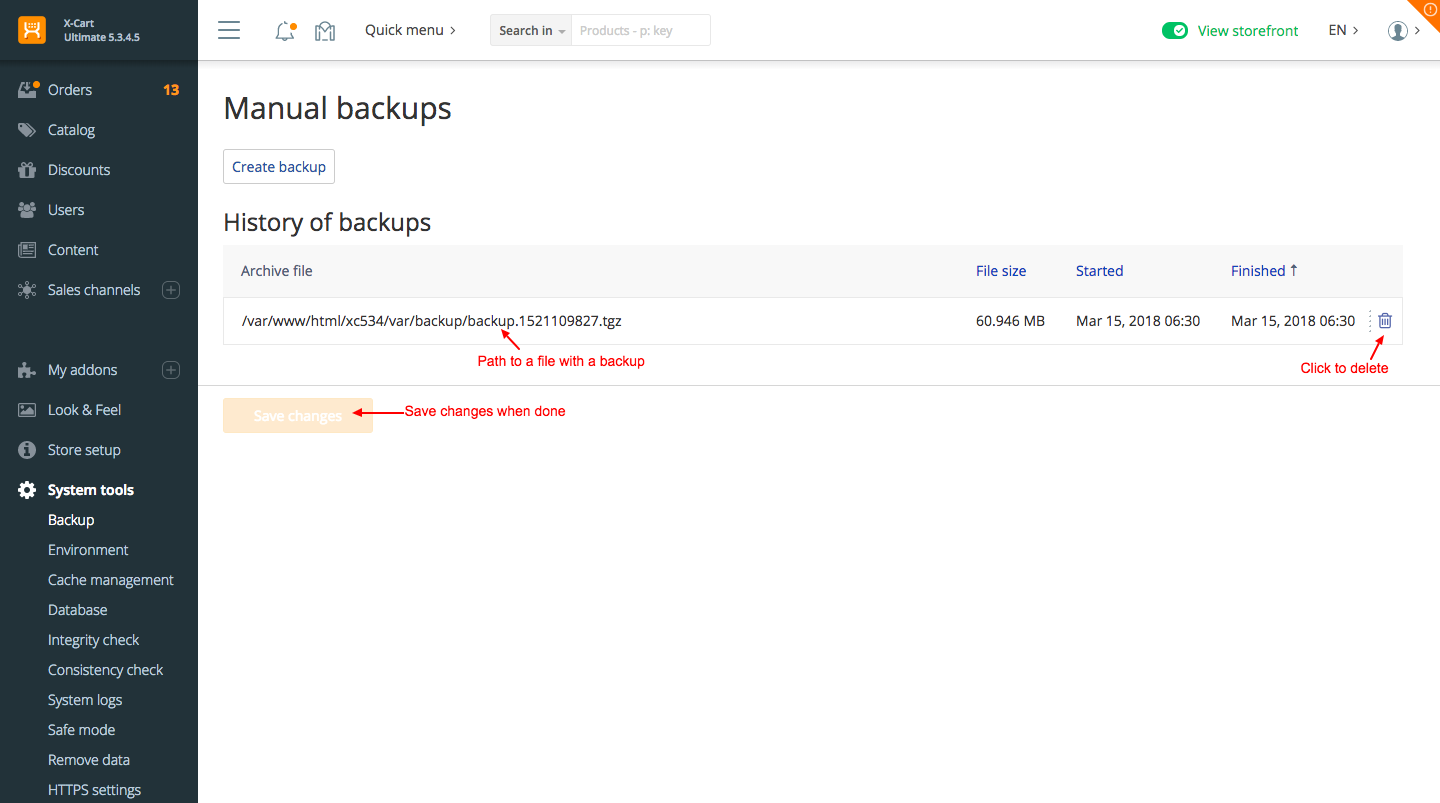 X-Cart
Ultimate 5.3.4.5
Quick menu
Search in
Products - p: key
View storefront
EN
Orders 13
Catalog
Discounts
Users
Content
Sales channels
My addons
Look & Feel
Store setup
System tools
Backup
Environment
Cache management
Database
Integrity check
Consistency check
System logs
Safe mode
Remove data
HTTPS settings
Manual backups
Create backup
History of backups
Archive file File size Started Finished ↑
/var/www/html/xc534/var/backup/backup.1521109827.tgz 60.946 MB Mar 15, 2018 06:30 Mar 15, 2018 06:30
Path to a file with a backup
Click to delete
Save changes
Save changes when done